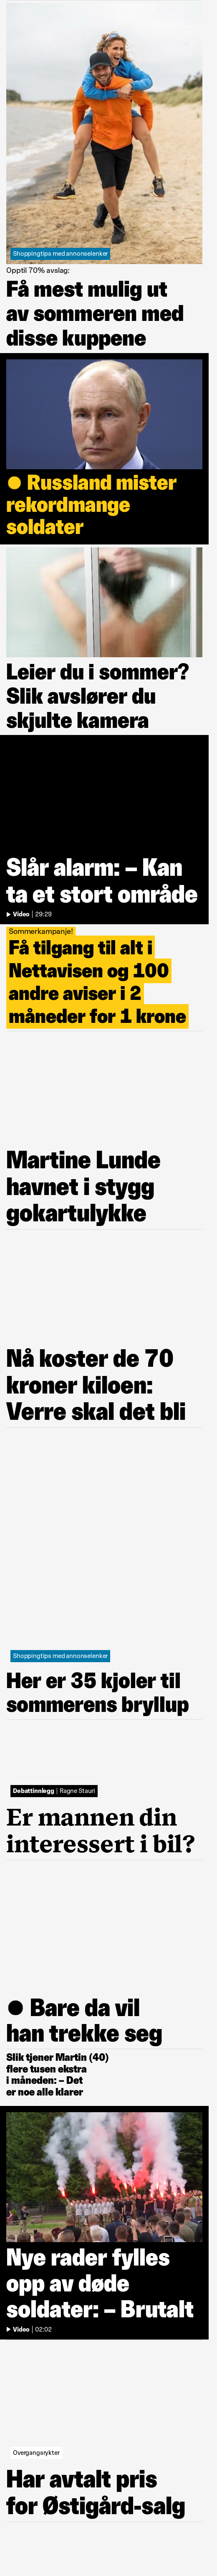 Shoppingtips med annonselenker
Opptil 70% avslag:
Få mest mulig ut
av sommeren med
disse kuppene
● Russland mister
rekordmange
soldater
Leier du i sommer?
Slik avslører du
skjulte kamera
Slår alarm: – Kan
ta et stort område
Video | 29:29
Sommerkampanje!
Få tilgang til alt i
Nettavisen og 100
andre aviser i 2
måneder for 1 krone
Martine Lunde
havnet i stygg
gokartulykke
Nå koster de 70
kroner kiloen:
Verre skal det bli
Shoppingtips med annonselenker
Her er 35 kjoler til
sommerens bryllup
Debattinnlegg | Ragne Stauri
Er mannen din
interessert i bil?
● Bare da vil
han trekke seg
Slik tjener Martin (40)
flere tusen ekstra
i måneden: – Det
er noe alle klarer
Nye rader fylles
opp av døde
soldater: – Brutalt
Video | 02:02
Overgangsrykter
Har avtalt pris
for Østigård-salg